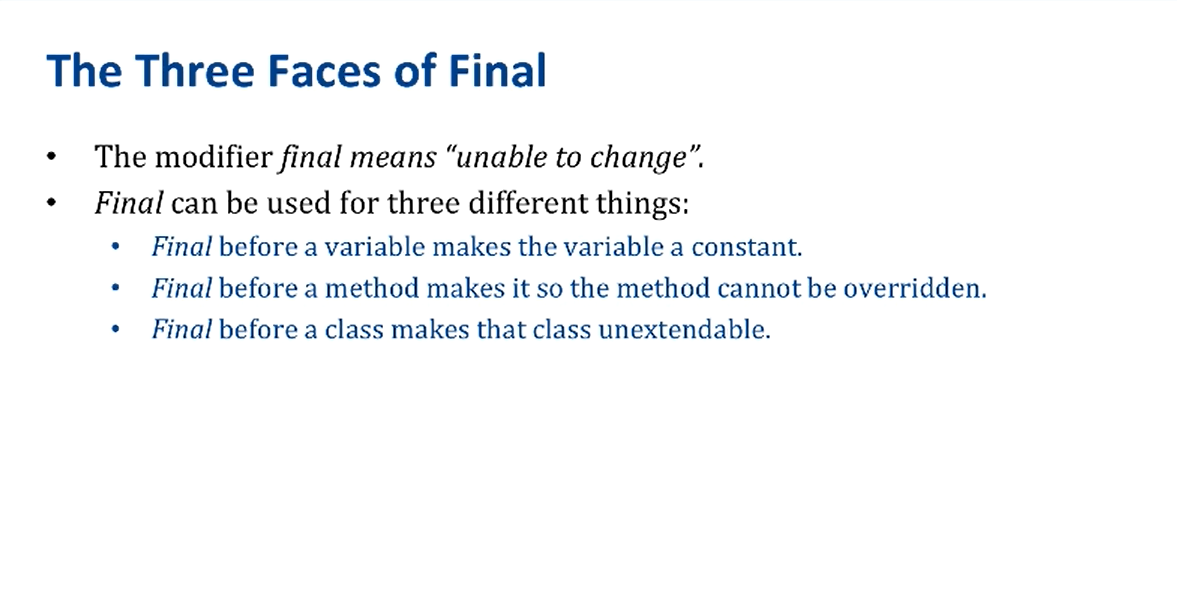 The Three Faces of Final
• The modifier final means “unable to change”.
• Final can be used for three different things:
• Final before a variable makes the variable a constant.
• Final before a method makes it so the method cannot be overridden.
• Final before a class makes that class unextendable.